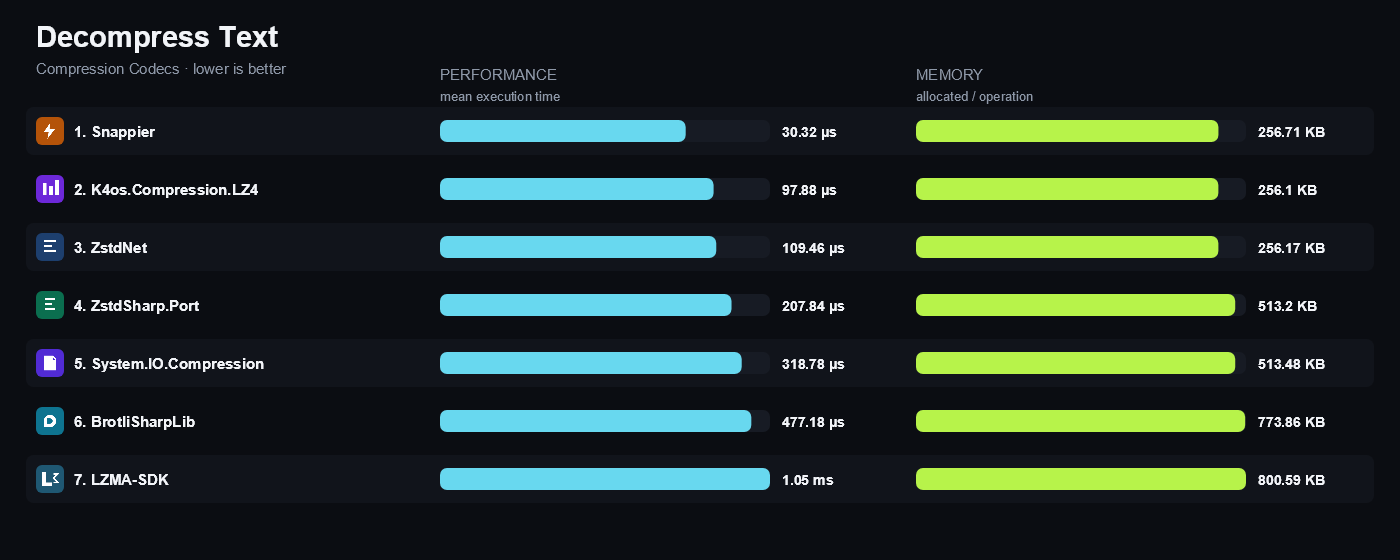 Decompress Text
Compression Codecs · lower is better
PERFORMANCE
mean execution time
MEMORY
allocated / operation
1. Snappier 30.32 µs 256.71 KB
2. K4os.Compression.LZ4 97.88 µs 256.1 KB
3. ZstdNet 109.46 µs 256.17 KB
4. ZstdSharp.Port 207.84 µs 513.2 KB
5. System.IO.Compression 318.78 µs 513.48 KB
6. BrotliSharpLib 477.18 µs 773.86 KB
7. LZMA-SDK 1.05 ms 800.59 KB